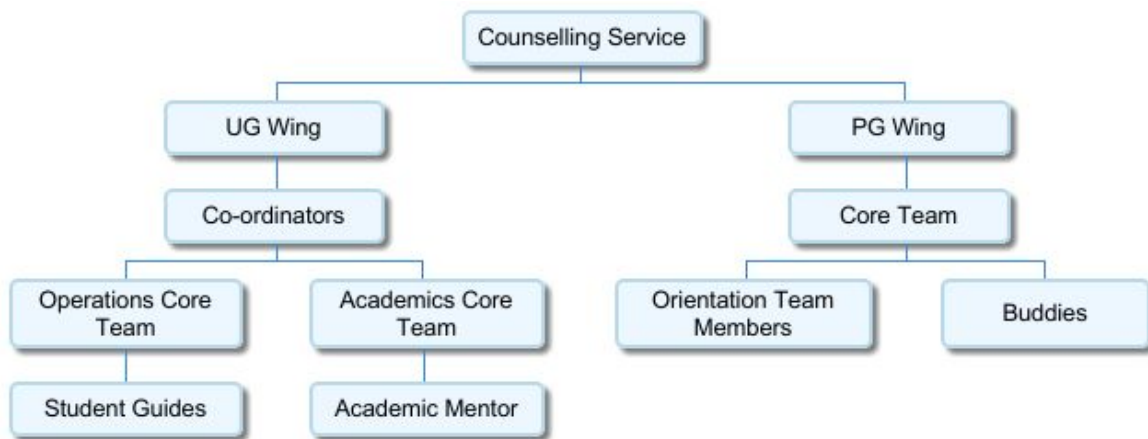 Counselling Service
UG Wing
PG Wing
Co-ordinators
Core Team
Operations Core
Team
Academics Core
Team
Orientation Team
Members
Buddies
Student Guides
Academic Mentor